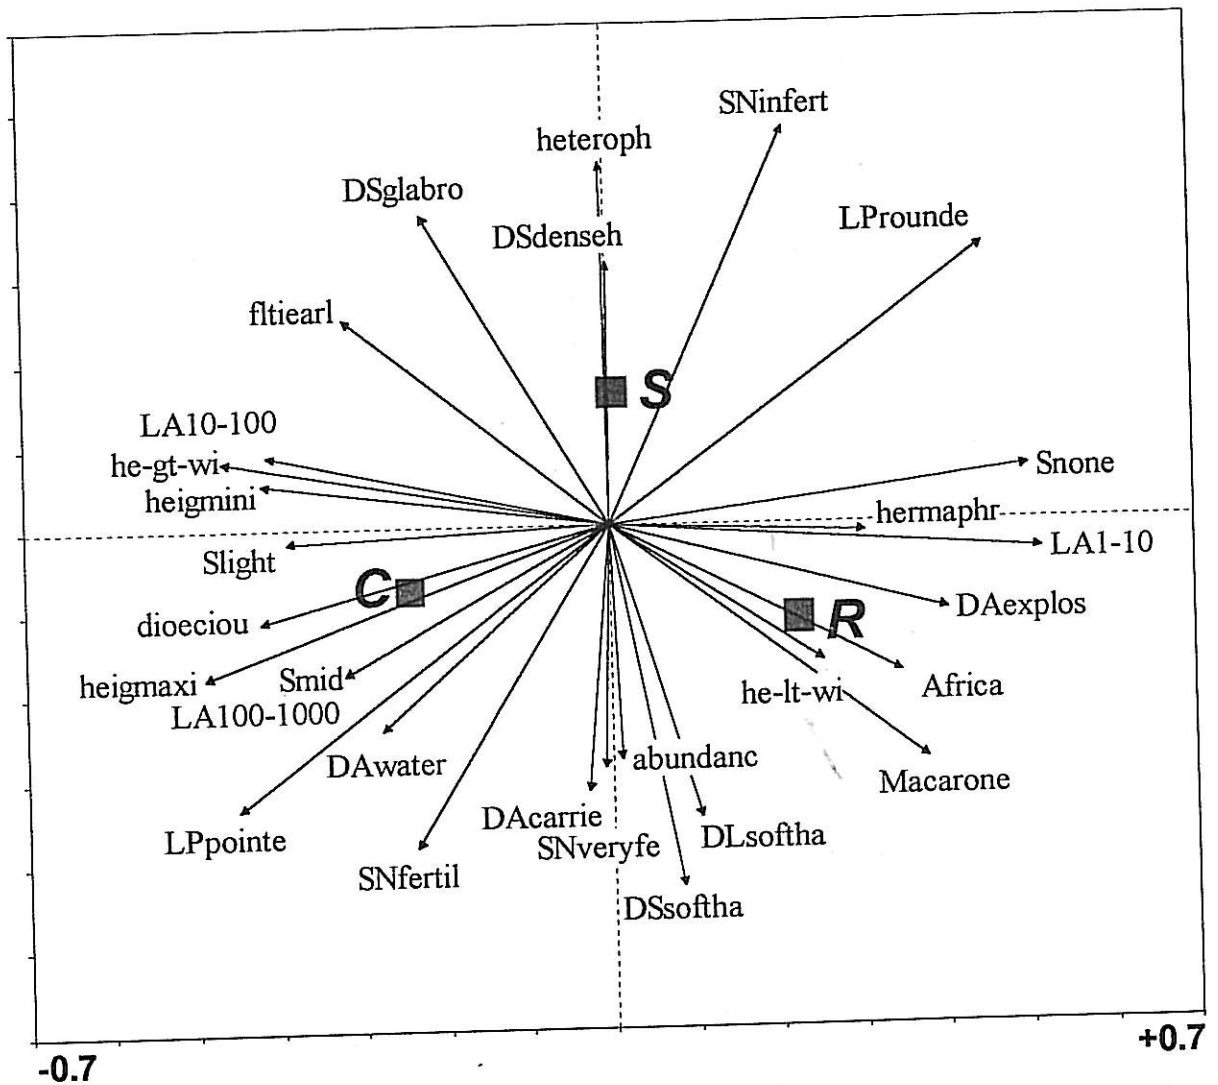 SNinfert
heteroph
DSglabro
LProunde
DSdenseh
fltiearl
S
LA10-100
he-gt-wi
Snone
heigmini
hermaphr
LA1-10
Slight
C
DAexplos
R
dioeciou
heigmaxi
Smid
he-lt-wi
Africa
LA100-1000
DAwater
abundanc
Macarone
DAcarrie
LPpointe
SNveryfe
DLsoftha
SNfertil
DSsoftha
-0.7
+0.7